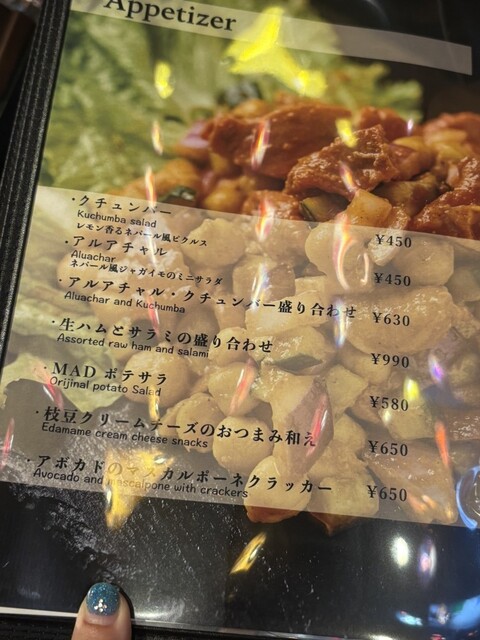 Appetizer
・クチュンバー
Kuchumba salad
レモン香るネパール風ピクルス
¥450
・アルアチャル
Aluachar
ネパール風ジャガイモのミニサラダ
¥450
・アルアチャル・クチュンバー盛り合わせ
Aluachar and Kuchumba
¥630
・生ハムとサラミの盛り合わせ
Assorted raw ham and salami
¥990
・MAD ポテサラ
Orijinal potato Salad
¥580
・枝豆クリームチーズのおつまみ和え
Edamame cream cheese snacks
¥650
・アボカドのマスカルポーネクラッカー
Avocado and mascalpone with crackers
¥650